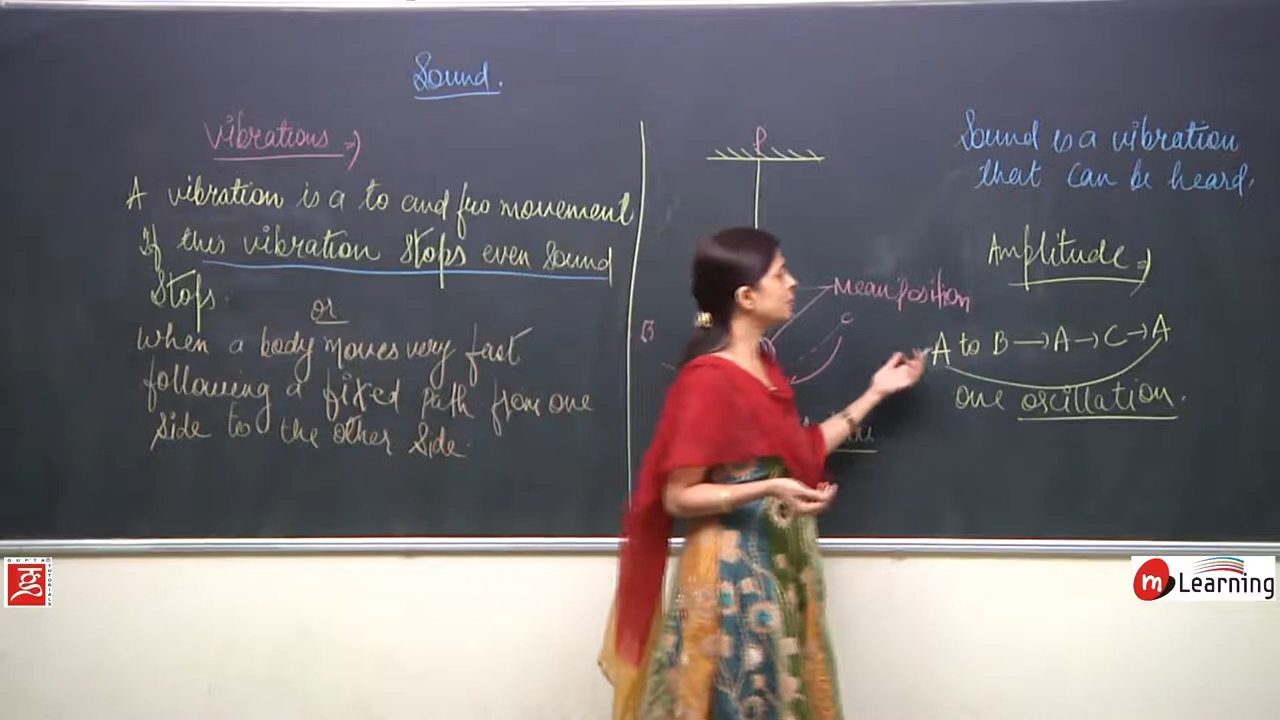 Sound.
Vibrations ⇒
A vibration is a to and fro movement
If this vibration stops even sound
stops.
or
When a body moves very fast
following a fixed path from one
side to the other side.
P
Mean position
B
C
Sound is a vibration
that can be heard.
Amplitude ⇒
A to B → A → C → A
one oscillation.
GUPTA TUTORIALS
m Learning